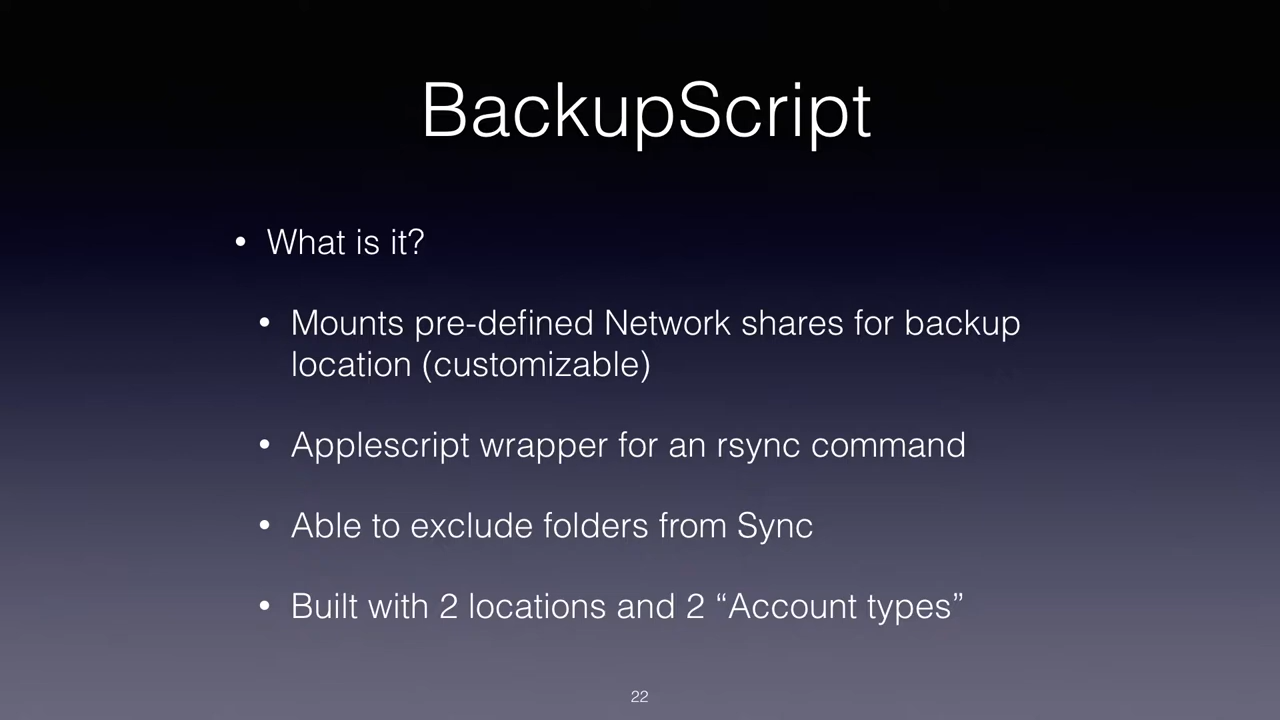 BackupScript
• What is it?
• Mounts pre-defined Network shares for backup
location (customizable)
• Applescript wrapper for an rsync command
• Able to exclude folders from Sync
• Built with 2 locations and 2 “Account types”
22